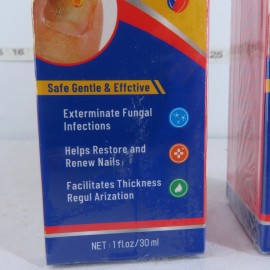 Safe Gentle & Effctive
Exterminate Fungal
Infections
Helps Restore and
Renew Nails
Facilitates Thickness
Regul Arization
NET : 1 fl.oz/30 ml